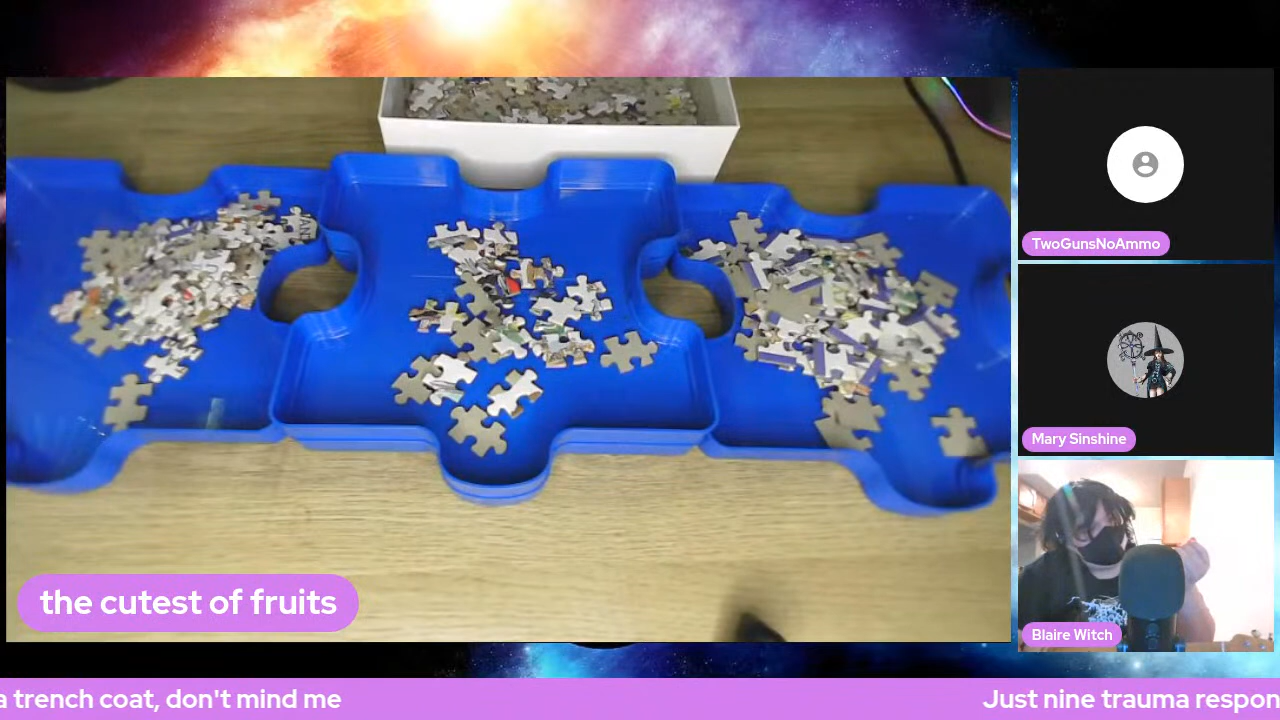 TwoGunsNoAmmo
Mary Sinshine
the cutest of fruits
Blaire Witch
a trench coat, don't mind me
Just nine trauma respon